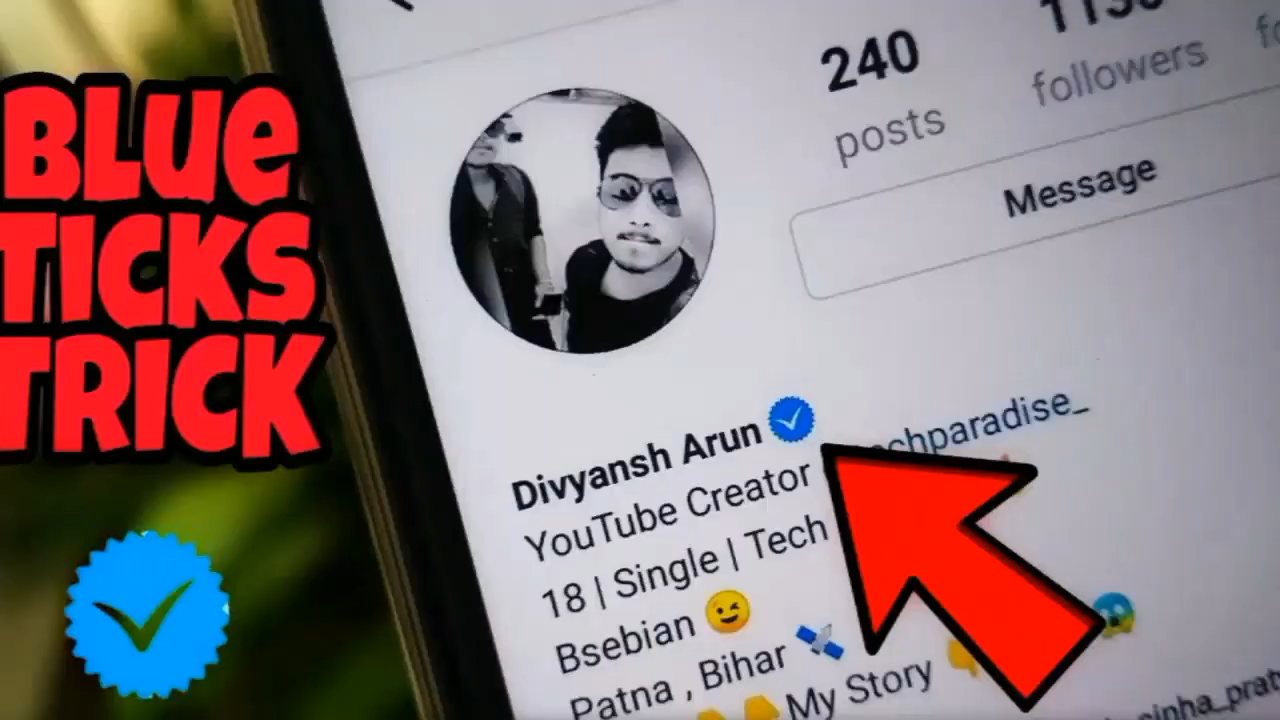 BLUE
TICKS
TRICK
240
posts
followers
Message
Divyansh Arun
YouTube Creator
chparadise_
18 | Single | Tech
Bsebian 😉
Patna , Bihar 🛰
My Story